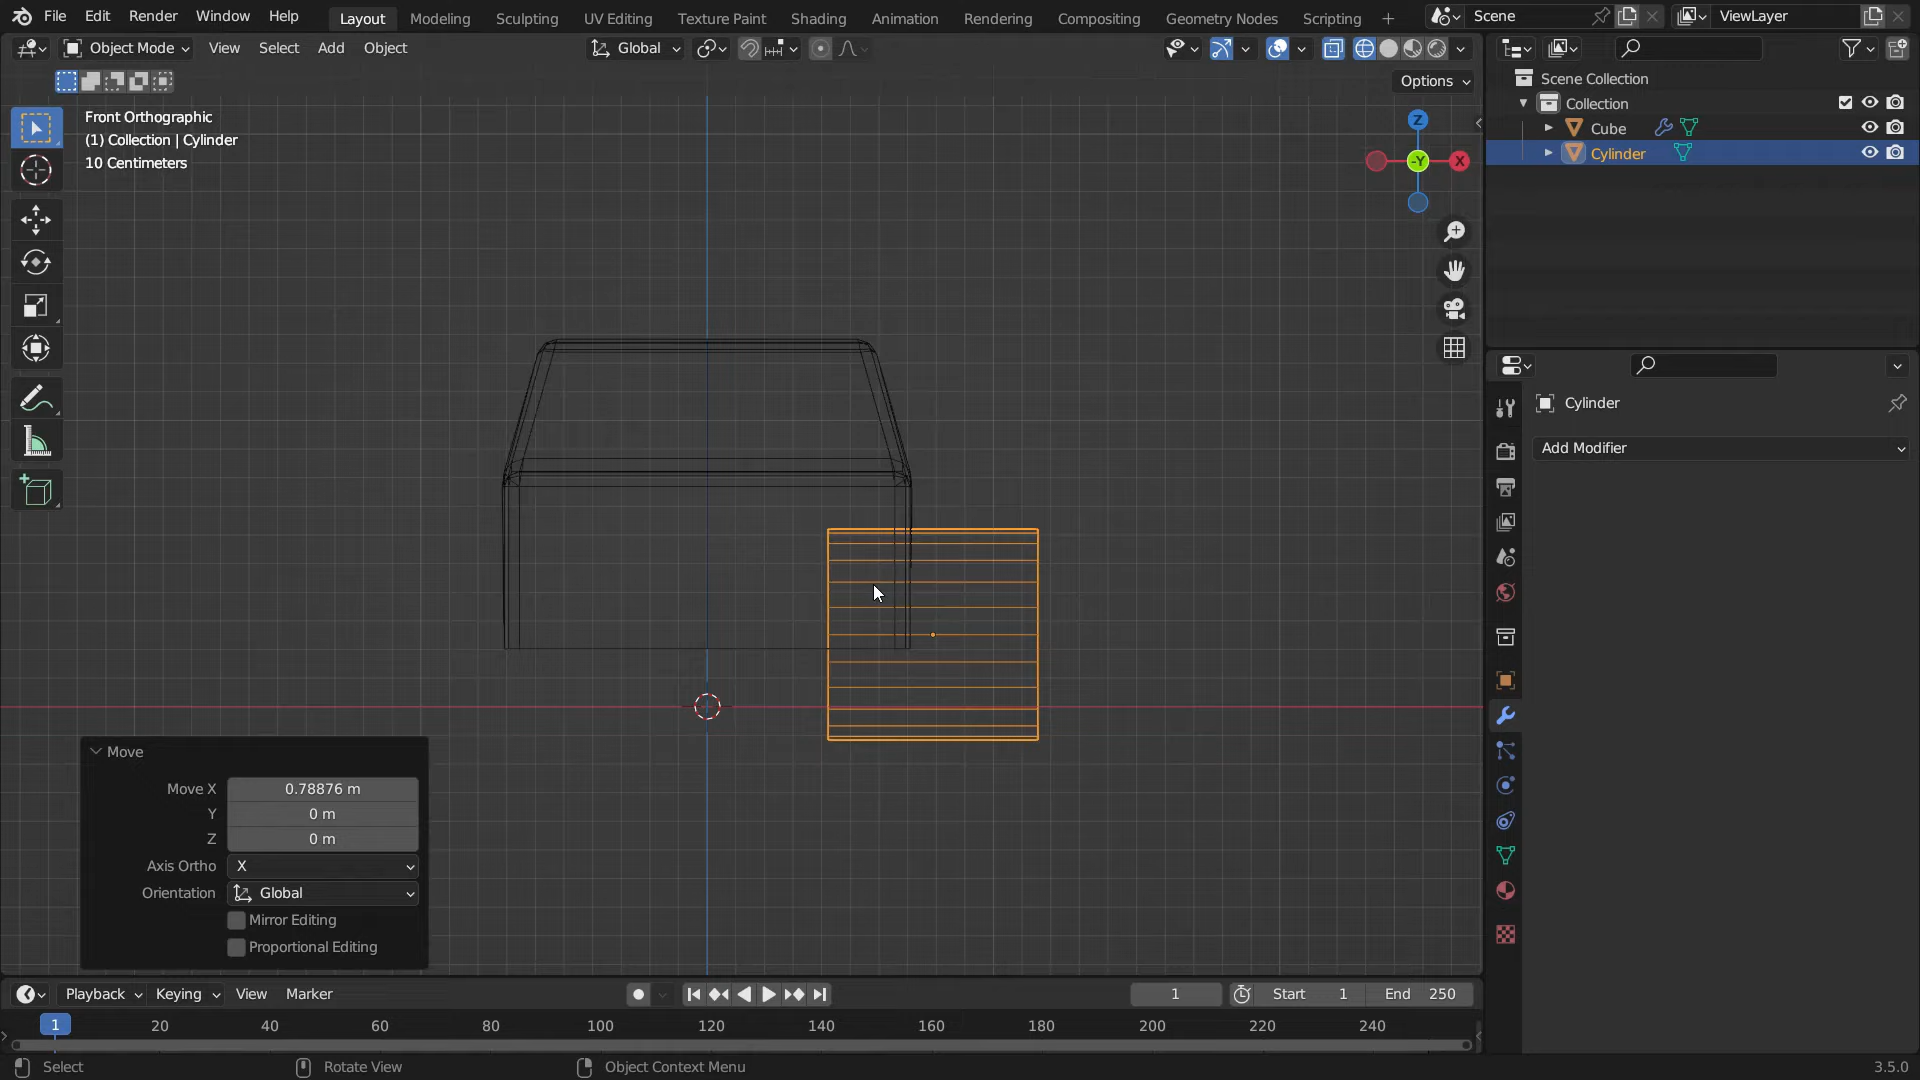 File Edit Render Window Help Layout Modeling Sculpting UV Editing Texture Paint Shading Animation Rendering Compositing Geometry Nodes Scripting + Scene ViewLayer
Object Mode View Select Add Object Global
Options
Front Orthographic
(1) Collection | Cylinder
10 Centimeters
Z
-Y X
Scene Collection
Collection
Cube
Cylinder
Cylinder
Add Modifier
Move
Move X 0.78876 m
Y 0 m
Z 0 m
Axis Ortho X
Orientation Global
Mirror Editing
Proportional Editing
Playback Keying View Marker 1 Start 1 End 250
1 20 40 60 80 100 120 140 160 180 200 220 240
Select Rotate View Object Context Menu 3.5.0